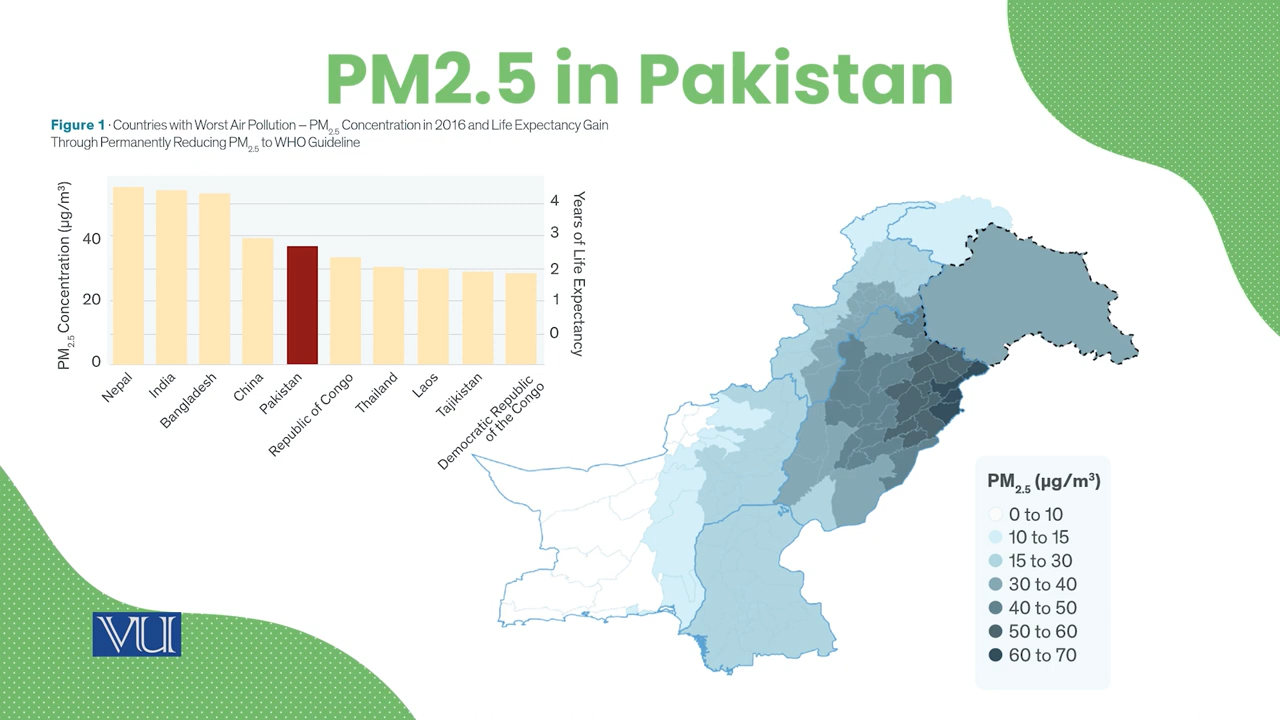 PM2.5 in Pakistan
Figure 1 · Countries with Worst Air Pollution – PM2.5 Concentration in 2016 and Life Expectancy Gain
Through Permanently Reducing PM2.5 to WHO Guideline
PM2.5 Concentration (µg/m³)
40
20
0
4
3
2
1
0
Years of Life Expectancy
Nepal
India
Bangladesh
China
Pakistan
Republic of Congo
Thailand
Laos
Tajikistan
Democratic Republic
of the Congo
PM2.5 (µg/m³)
0 to 10
10 to 15
15 to 30
30 to 40
40 to 50
50 to 60
60 to 70
VU